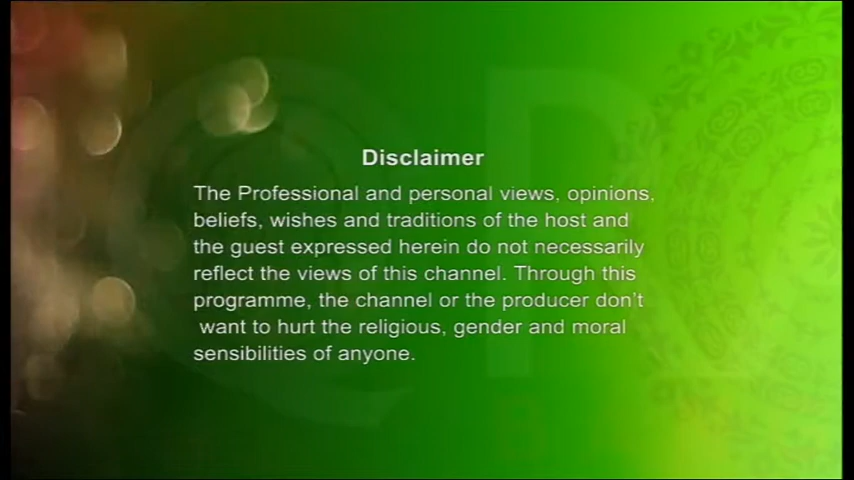 Disclaimer
The Professional and personal views, opinions,
beliefs, wishes and traditions of the host and
the guest expressed herein do not necessarily
reflect the views of this channel. Through this
programme, the channel or the producer don't
want to hurt the religious, gender and moral
sensibilities of anyone.